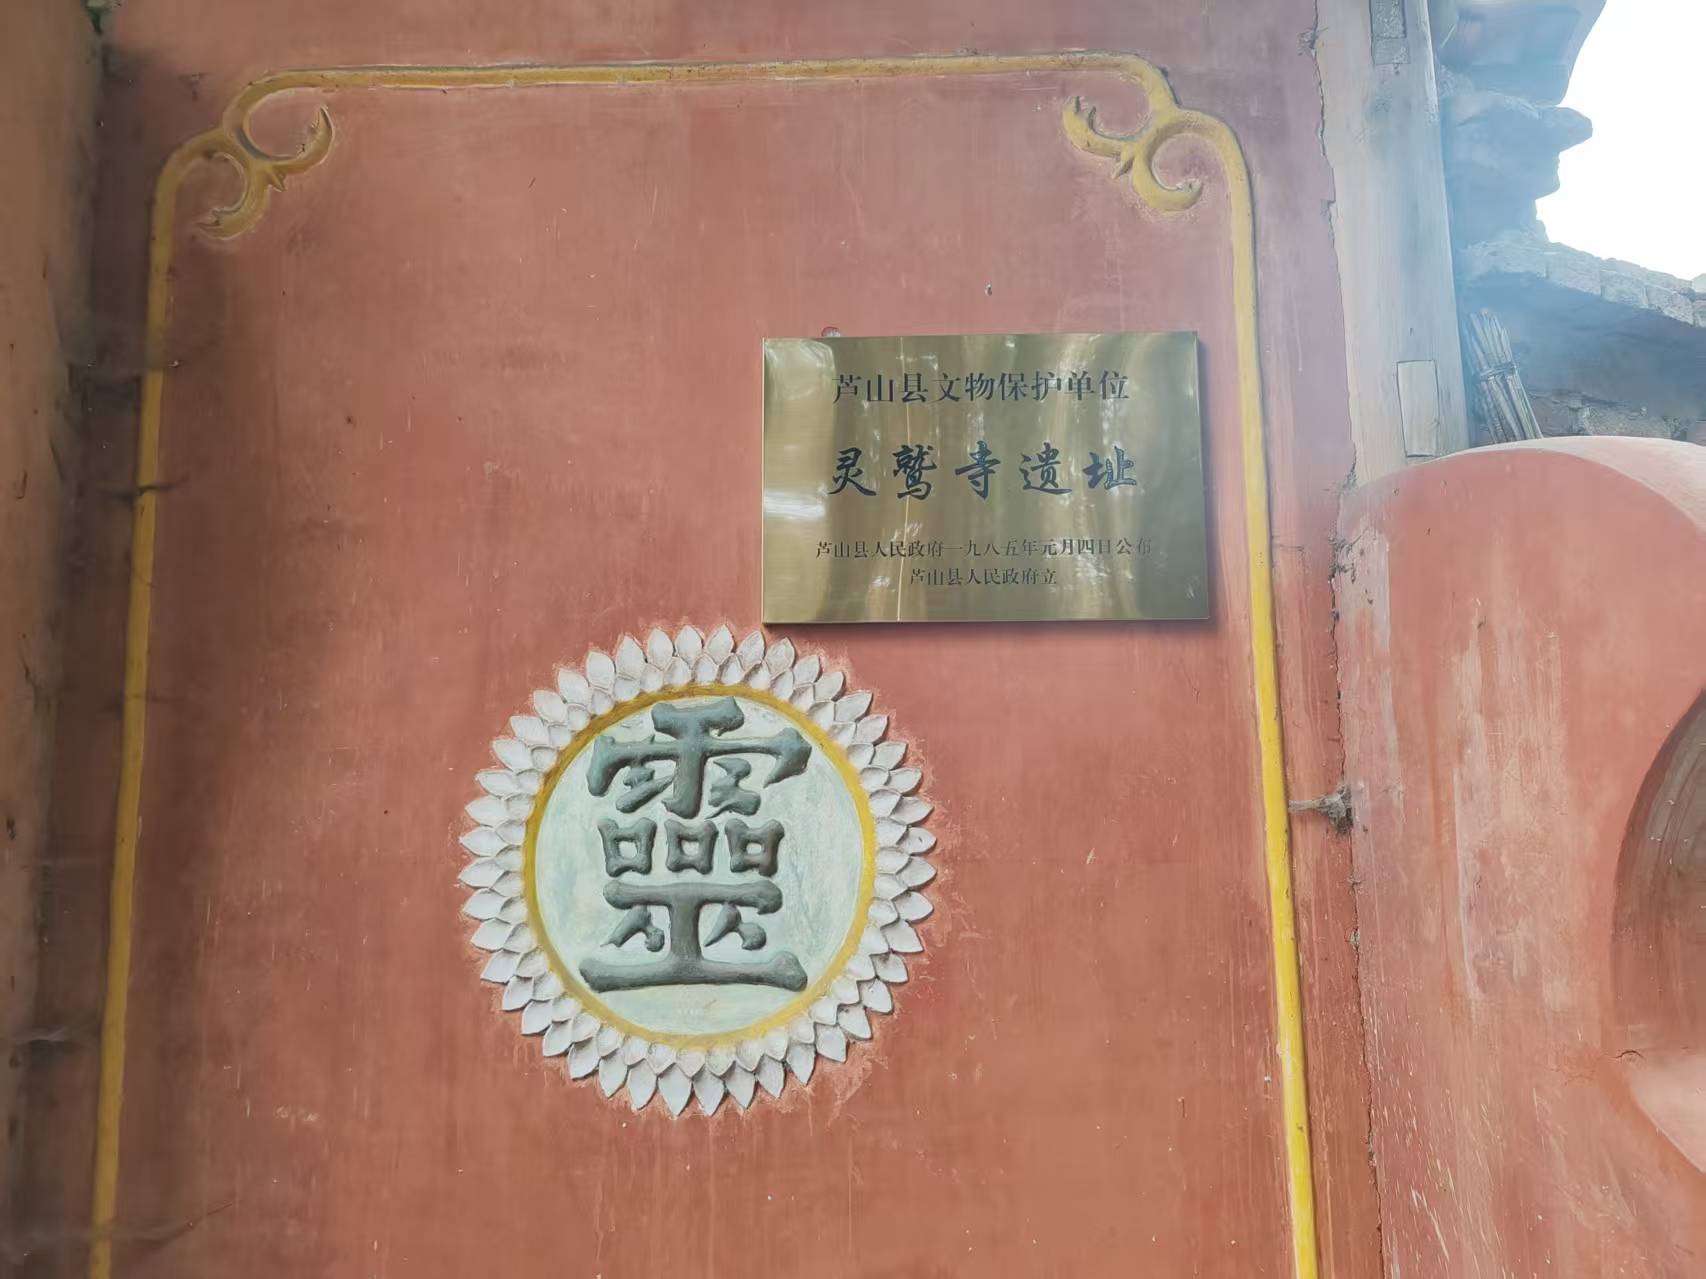 芦山县文物保护单位
灵鹫寺遗址
芦山县人民政府一九八五年元月四日公布
芦山县人民政府立
靈